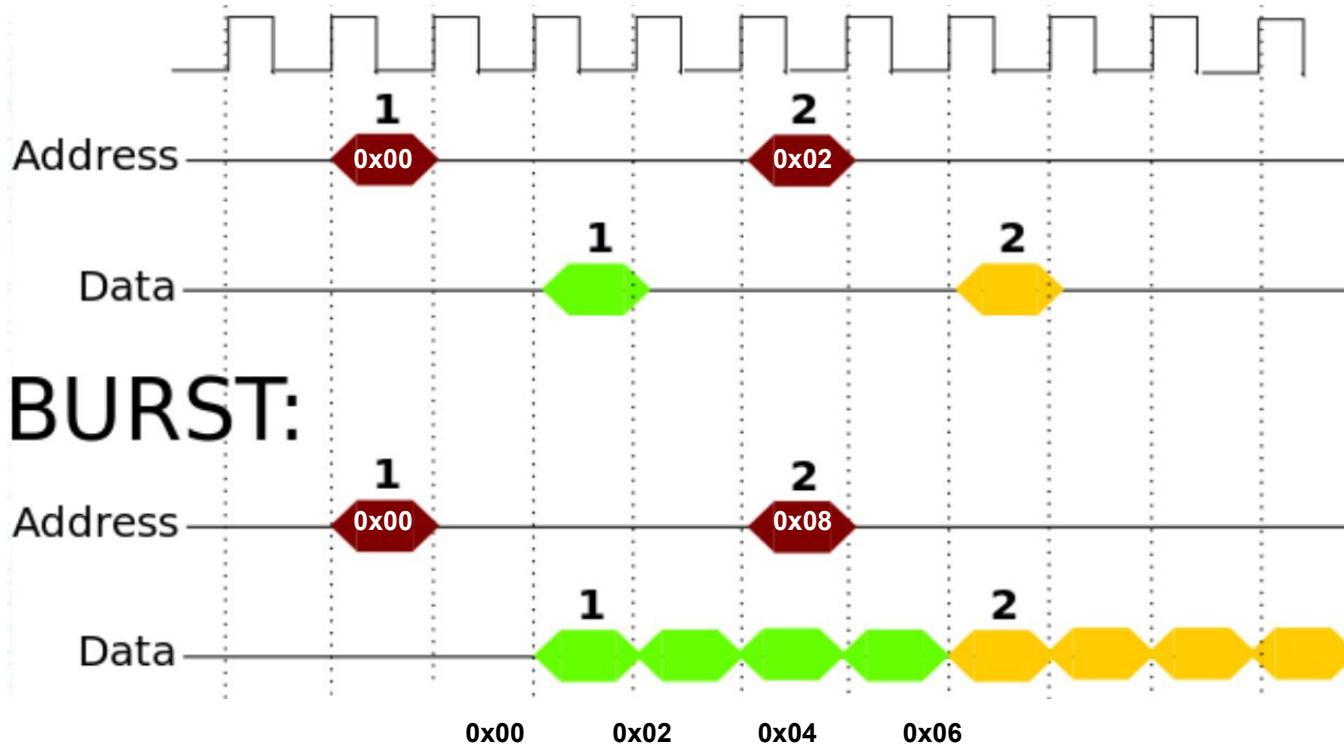 1 2
Address 0x00 0x02
1 2
Data
BURST:
1 2
Address 0x00 0x08
1 2
Data
0x00 0x02 0x04 0x06